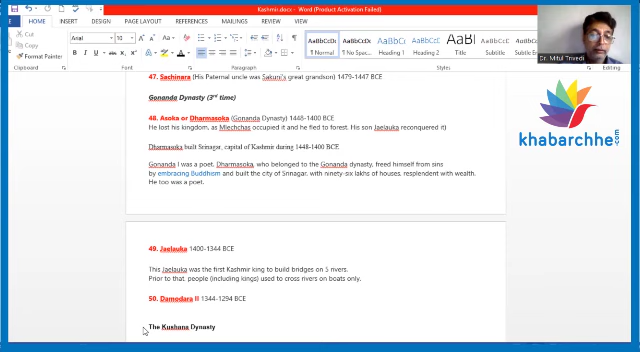 Kashmir.docx - Word (Product Activation Failed)
HOME INSERT DESIGN PAGE LAYOUT REFERENCES MAILINGS REVIEW VIEW
Cut
Copy
Format Painter
Clipboard
Arial
10
Font
Paragraph
AaBbCcDc AaBbCcDc AaBbCc AaBbCcD AaBl AaBbCcD
¶ Normal ¶ No Spac... Heading 1 Heading 2 Title Subtitle
Styles
Dr. Mitul Trivedi
khabarchhe.com
47. Sachinara (His Paternal uncle was Sakuni's great grandson) 1479-1447 BCE
Gonanda Dynasty (3rd time)
48. Asoka or Dharmasoka (Gonanda Dynasty) 1448-1400 BCE
He lost his kingdom, as Mlechchas occupied it and he fled to forest. His son Jaelauka reconquered it)
Dharmasoka built Srinagar, capital of Kashmir during 1448-1400 BCE
Gonanda I was a poet. Dharmasoka, who belonged to the Gonanda dynasty, freed himself from sins
by embracing Buddhism and built the city of Srinagar, with ninety-six lakhs of houses, resplendent with wealth.
He too was a poet.
49. Jaelauka 1400-1344 BCE
This Jaelauka was the first Kashmir king to build bridges on 5 rivers.
Prior to that, people (including kings) used to cross rivers on boats only.
50. Damodara II 1344-1294 BCE
The Kushana Dynasty